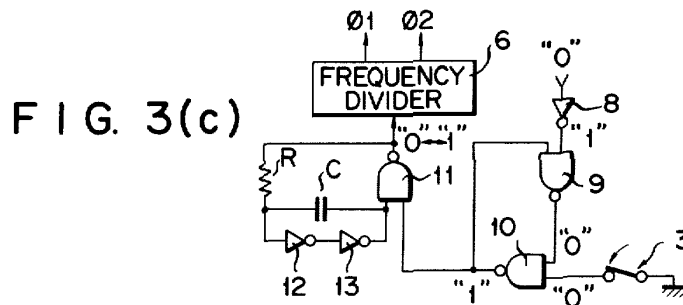 Ø1 Ø2
6
FREQUENCY
DIVIDER
FIG. 3(c)
"0"
8
"1"
"0" "1"
R
C
11
9
10
"0"
3
12 13
"1"
"0"